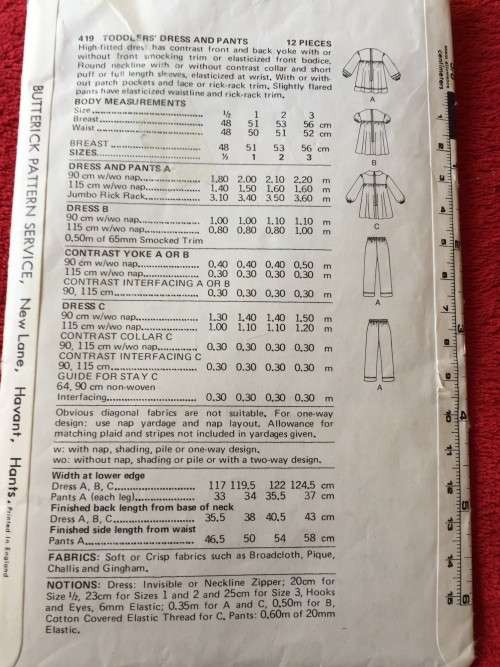 419 TODDLERS' DRESS AND PANTS 12 PIECES
High-fitted dress has contrast front and back yoke with or
without front smocking trim or elasticized front bodice.
Round neckline with or without contrast collar and short
puff or full length sleeves, elasticized at wrist. With or with-
out patch pockets and lace or rick-rack trim. Slightly flared
pants have elasticized waistline and rick-rack trim.
BODY MEASUREMENTS
Size ½ 1 2 3
Breast 48 51 53 56 cm
Waist 48 50 51 52 cm
BREAST 48 51 53 56 cm
SIZES ½ 1 2 3
DRESS AND PANTS A
90 cm w/wo nap 1,80 2,00 2,10 2,20 m
115 cm w/wo nap 1,40 1,50 1,60 1,60 m
Jumbo Rick Rack 3,10 3,40 3,50 3,60 m
DRESS B
90 cm w/wo nap 1,00 1,00 1,10 1,10 m
115 cm w/wo nap 0,80 0,80 0,80 1,00 m
0,50m of 65mm Smocked Trim
CONTRAST YOKE A OR B
90 cm w/wo nap 0,40 0,40 0,40 0,50 m
115 cm w/wo nap 0,30 0,30 0,30 0,30 m
CONTRAST INTERFACING A OR B
90, 115 cm 0,30 0,30 0,30 0,30 m
DRESS C
90 cm w/wo nap 1,30 1,40 1,40 1,50 m
115 cm w/wo nap 1,00 1,10 1,10 1,20 m
CONTRAST COLLAR C
90, 115 cm w/wo nap 0,30 0,30 0,30 0,30 m
CONTRAST INTERFACING C
90, 115 cm 0,30 0,30 0,30 0,30 m
GUIDE FOR STAY C
64, 90 cm non-woven
Interfacing 0,30 0,30 0,30 0,30 m
Obvious diagonal fabrics are not suitable. For one-way
design: use nap yardage and nap layout. Allowance for
matching plaid and stripes not included in yardages given.
w: with nap, shading, pile or one-way design.
wo: without nap, shading or pile or with a two-way design.
Width at lower edge
Dress A, B, C 117 119,5 122 124,5 cm
Pants A (each leg) 33 34 35,5 37 cm
Finished back length from base of neck
Dress A, B, C 35,5 38 40,5 43 cm
Finished side length from waist
Pants A 46,5 50 54 58 cm
FABRICS: Soft or Crisp fabrics such as Broadcloth, Pique,
Challis and Gingham.
NOTIONS: Dress: Invisible or Neckline Zipper; 20cm for
Size ½, 23cm for Sizes 1 and 2 and 25cm for Size 3, Hooks
and Eyes, 6mm Elastic; 0,35m for A and C, 0,50m for B,
Cotton Covered Elastic Thread for C. Pants: 0,60m of 20mm
Elastic.
A
B
C
A
A
BUTTERICK PATTERN SERVICE, New Lane, Havant, Hants. Printed in England
centimeters